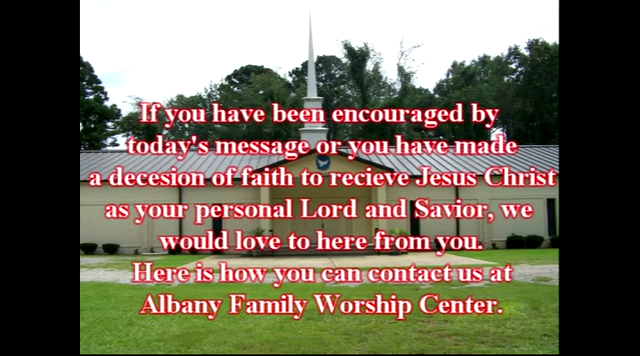 If you have been encouraged by
today's message or you have made
a decesion of faith to recieve Jesus Christ
as your personal Lord and Savior, we
would love to here from you.
Here is how you can contact us at
Albany Family Worship Center.